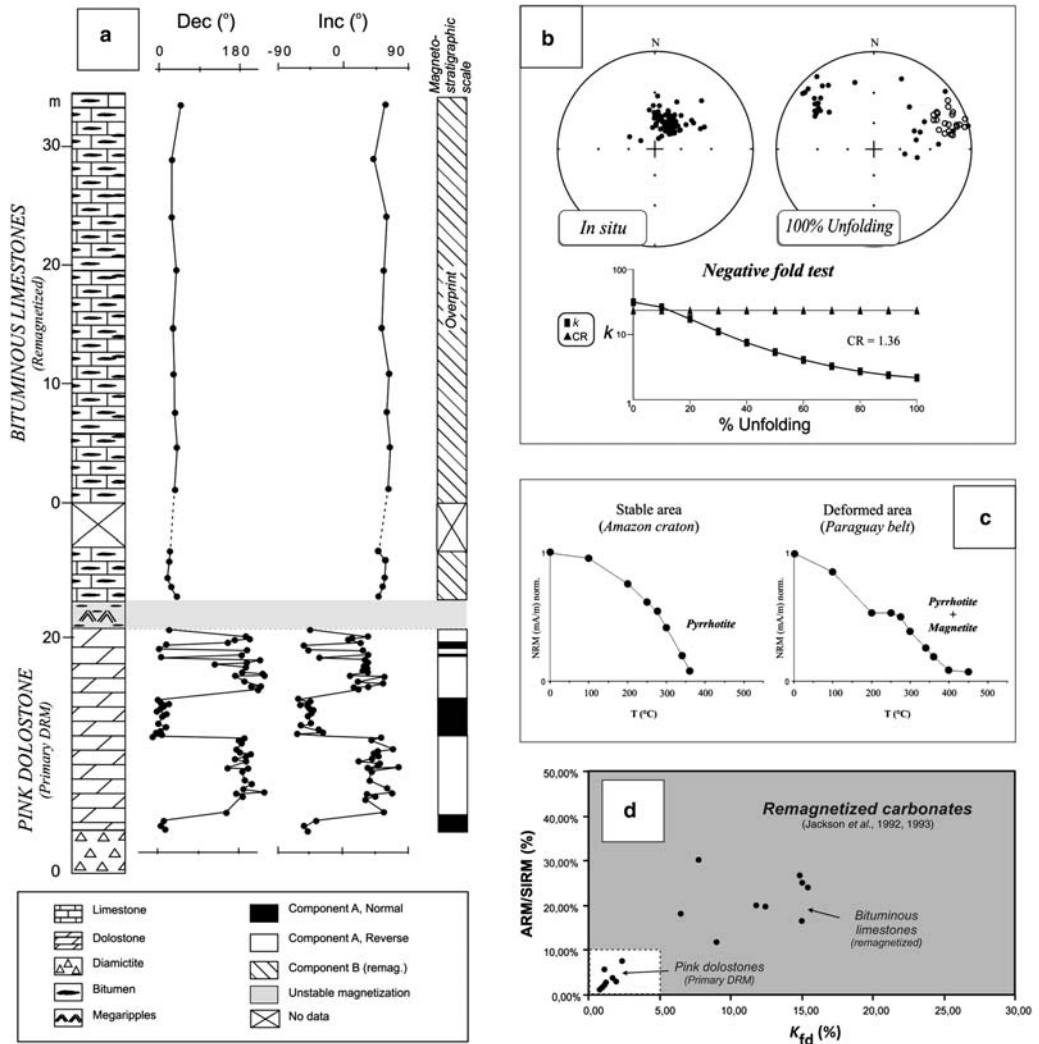 a
Dec (°)
Inc (°)
0
180
-90
0
90
Magneto-
stratigraphic
scale
m
30
20
10
0
20
0
BITUMINOUS LIMESTONES
(Remagnetized)
PINK DOLOSTONE
(Primary DRM)
Overprint
Limestone
Dolostone
Diamictite
Bitumen
Megaripples
Component A, Normal
Component A, Reverse
Component B (remag.)
Unstable magnetization
No data
b
N
N
In situ
100% Unfolding
Negative fold test
100
10
1
k
k
CR
CR = 1.36
0 20 40 60 80 100
% Unfolding
c
Stable area
(Amazon craton)
Deformed area
(Paraguay belt)
1
NRM (mA/m) norm.
0
Pyrrhotite
0 100 200 300 400 500
T (°C)
1
NRM (mA/m) norm.
0
Pyrrhotite
+
Magnetite
0 100 200 300 400 500
T (°C)
d
50,00%
40,00%
30,00%
20,00%
10,00%
0,00%
ARM/SIRM (%)
Remagnetized carbonates
(Jackson et al., 1992, 1993)
Bituminous
limestones
(remagnetized)
Pink dolostones
(Primary DRM)
0,00 5,00 10,00 15,00 20,00 25,00 30,00
Kfd (%)